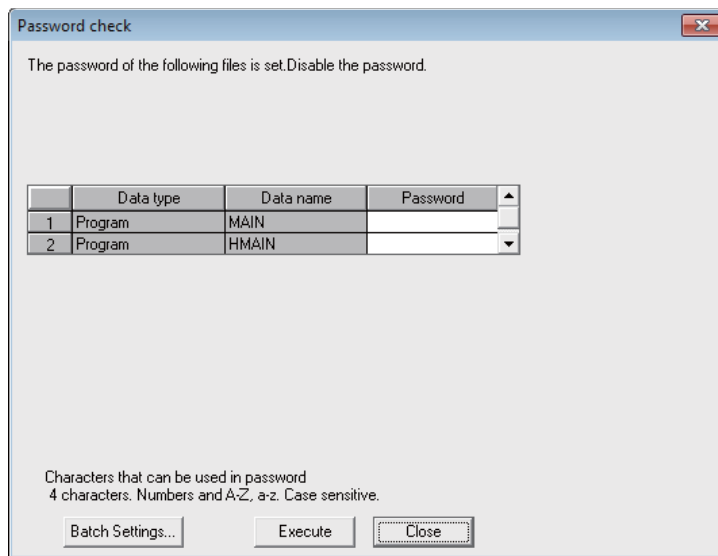 Password check
The password of the following files is set.Disable the password.
Data type Data name Password
1 Program MAIN
2 Program HMAIN
Characters that can be used in password
4 characters. Numbers and A-Z, a-z. Case sensitive.
Batch Settings... Execute Close